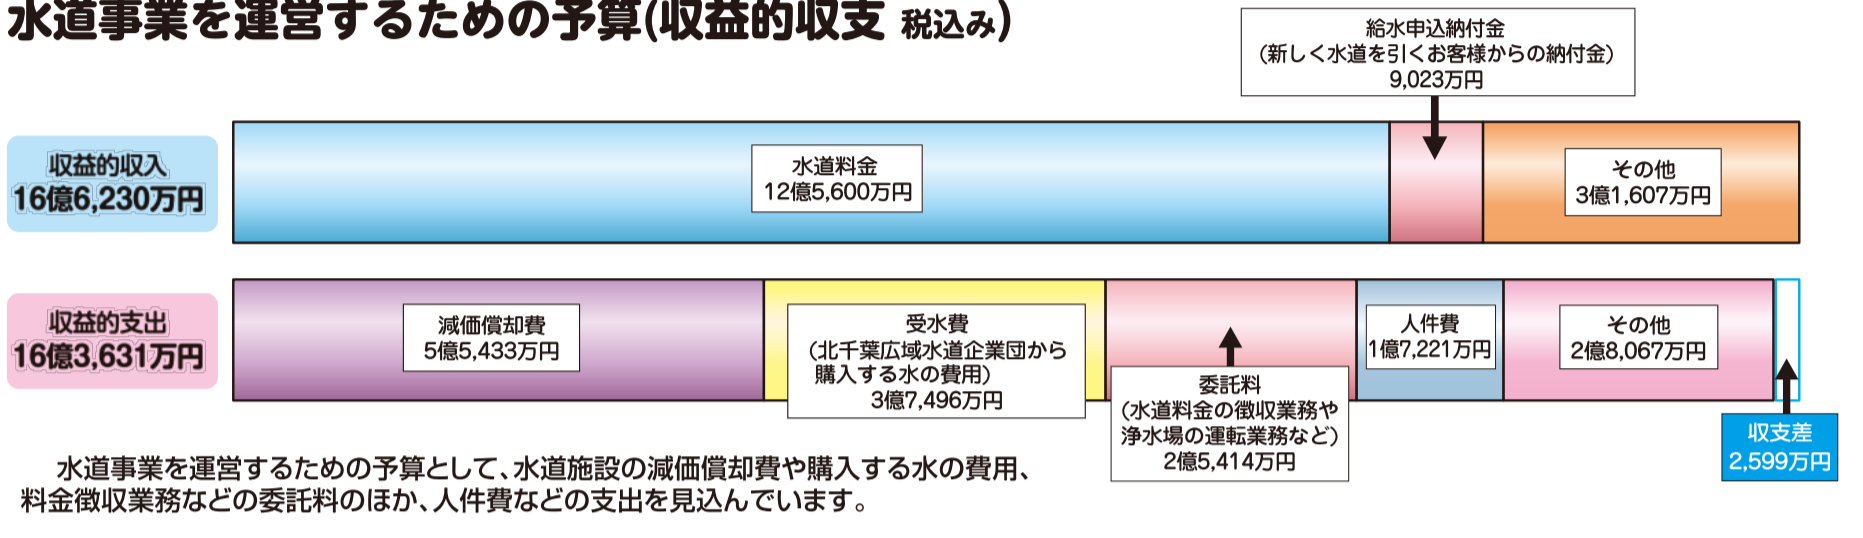 水道事業を運営するための予算(収益的収支 税込み)
給水申込納付金
(新しく水道を引くお客様からの納付金)
9,023万円
収益的収入
16億6,230万円
水道料金
12億5,600万円
その他
3億1,607万円
収益的支出
16億3,631万円
減価償却費
5億5,433万円
受水費
(北千葉広域水道企業団から
購入する水の費用)
3億7,496万円
委託料
(水道料金の徴収業務や
浄水場の運転業務など)
2億5,414万円
人件費
1億7,221万円
その他
2億8,067万円
収支差
2,599万円
水道事業を運営するための予算として、水道施設の減価償却費や購入する水の費用、
料金徴収業務などの委託料のほか、人件費などの支出を見込んでいます。